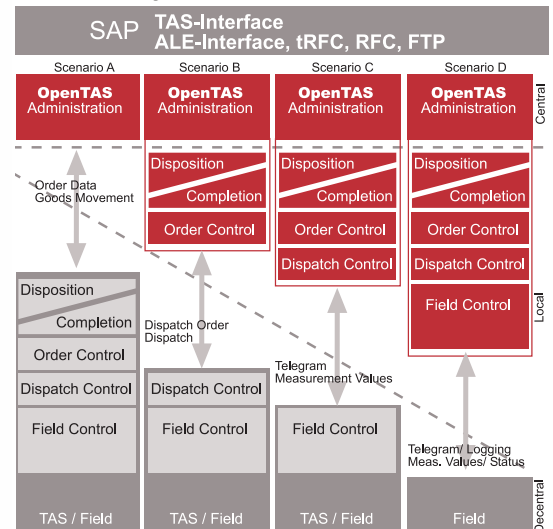 SAP TAS-Interface
ALE-Interface, tRFC, RFC, FTP
Scenario A
OpenTAS
Administration
Order Data
Goods Movement
Disposition
Completion
Order Control
Dispatch Control
Field Control
TAS / Field
Scenario B
OpenTAS
Administration
Disposition
Completion
Order Control
Dispatch Order
Dispatch
Dispatch Control
Field Control
TAS / Field
Scenario C
OpenTAS
Administration
Disposition
Completion
Order Control
Dispatch Control
Telegram
Measurement Values
Field Control
TAS / Field
Scenario D
OpenTAS
Administration
Disposition
Completion
Order Control
Dispatch Control
Field Control
Telegram/ Logging
Meas. Values/ Status
Field
Central
Local
Decentral